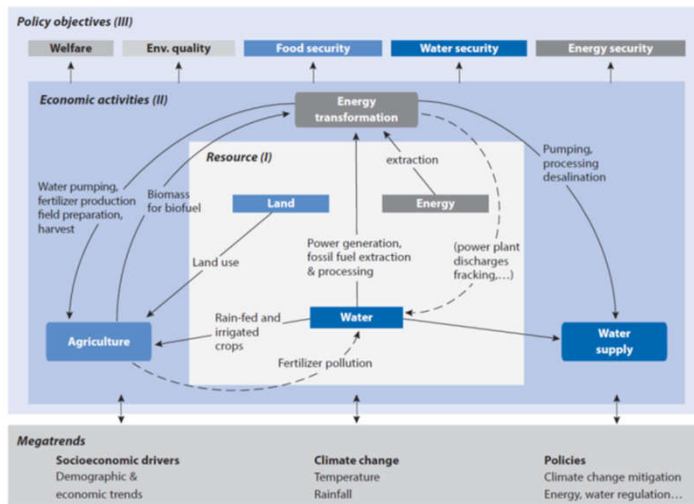 Policy objectives (III)
Welfare
Env. quality
Food security
Water security
Energy security
Economic activities (II)
Energy
transformation
Resource (I)
extraction
Pumping,
processing
desalination
Water pumping,
fertilizer production
field preparation,
harvest
Biomass
for biofuel
Land
Energy
Land use
Power generation,
fossil fuel extraction
& processing
(power plant
discharges
fracking,…)
Rain-fed and
irrigated
crops
Water
Agriculture
Water
supply
Fertilizer pollution
Megatrends
Socioeconomic drivers
Demographic &
economic trends
Climate change
Temperature
Rainfall
Policies
Climate change mitigation
Energy, water regulation…